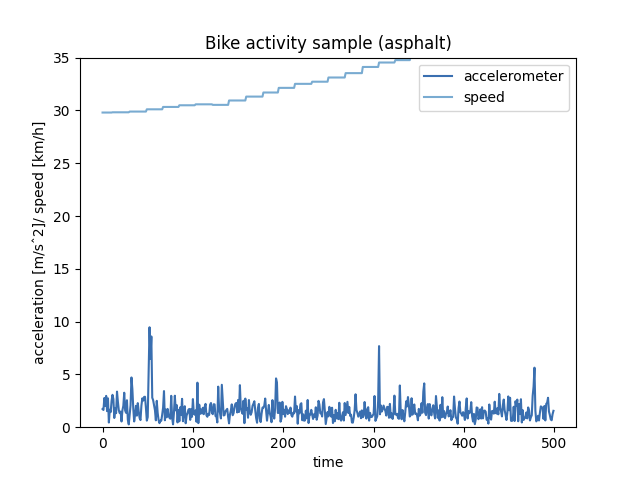 Bike activity sample (asphalt)
acceleration [m/sˆ2]/ speed [km/h]
35
30
25
20
15
10
5
0
accelerometer
speed
0 100 200 300 400 500
time